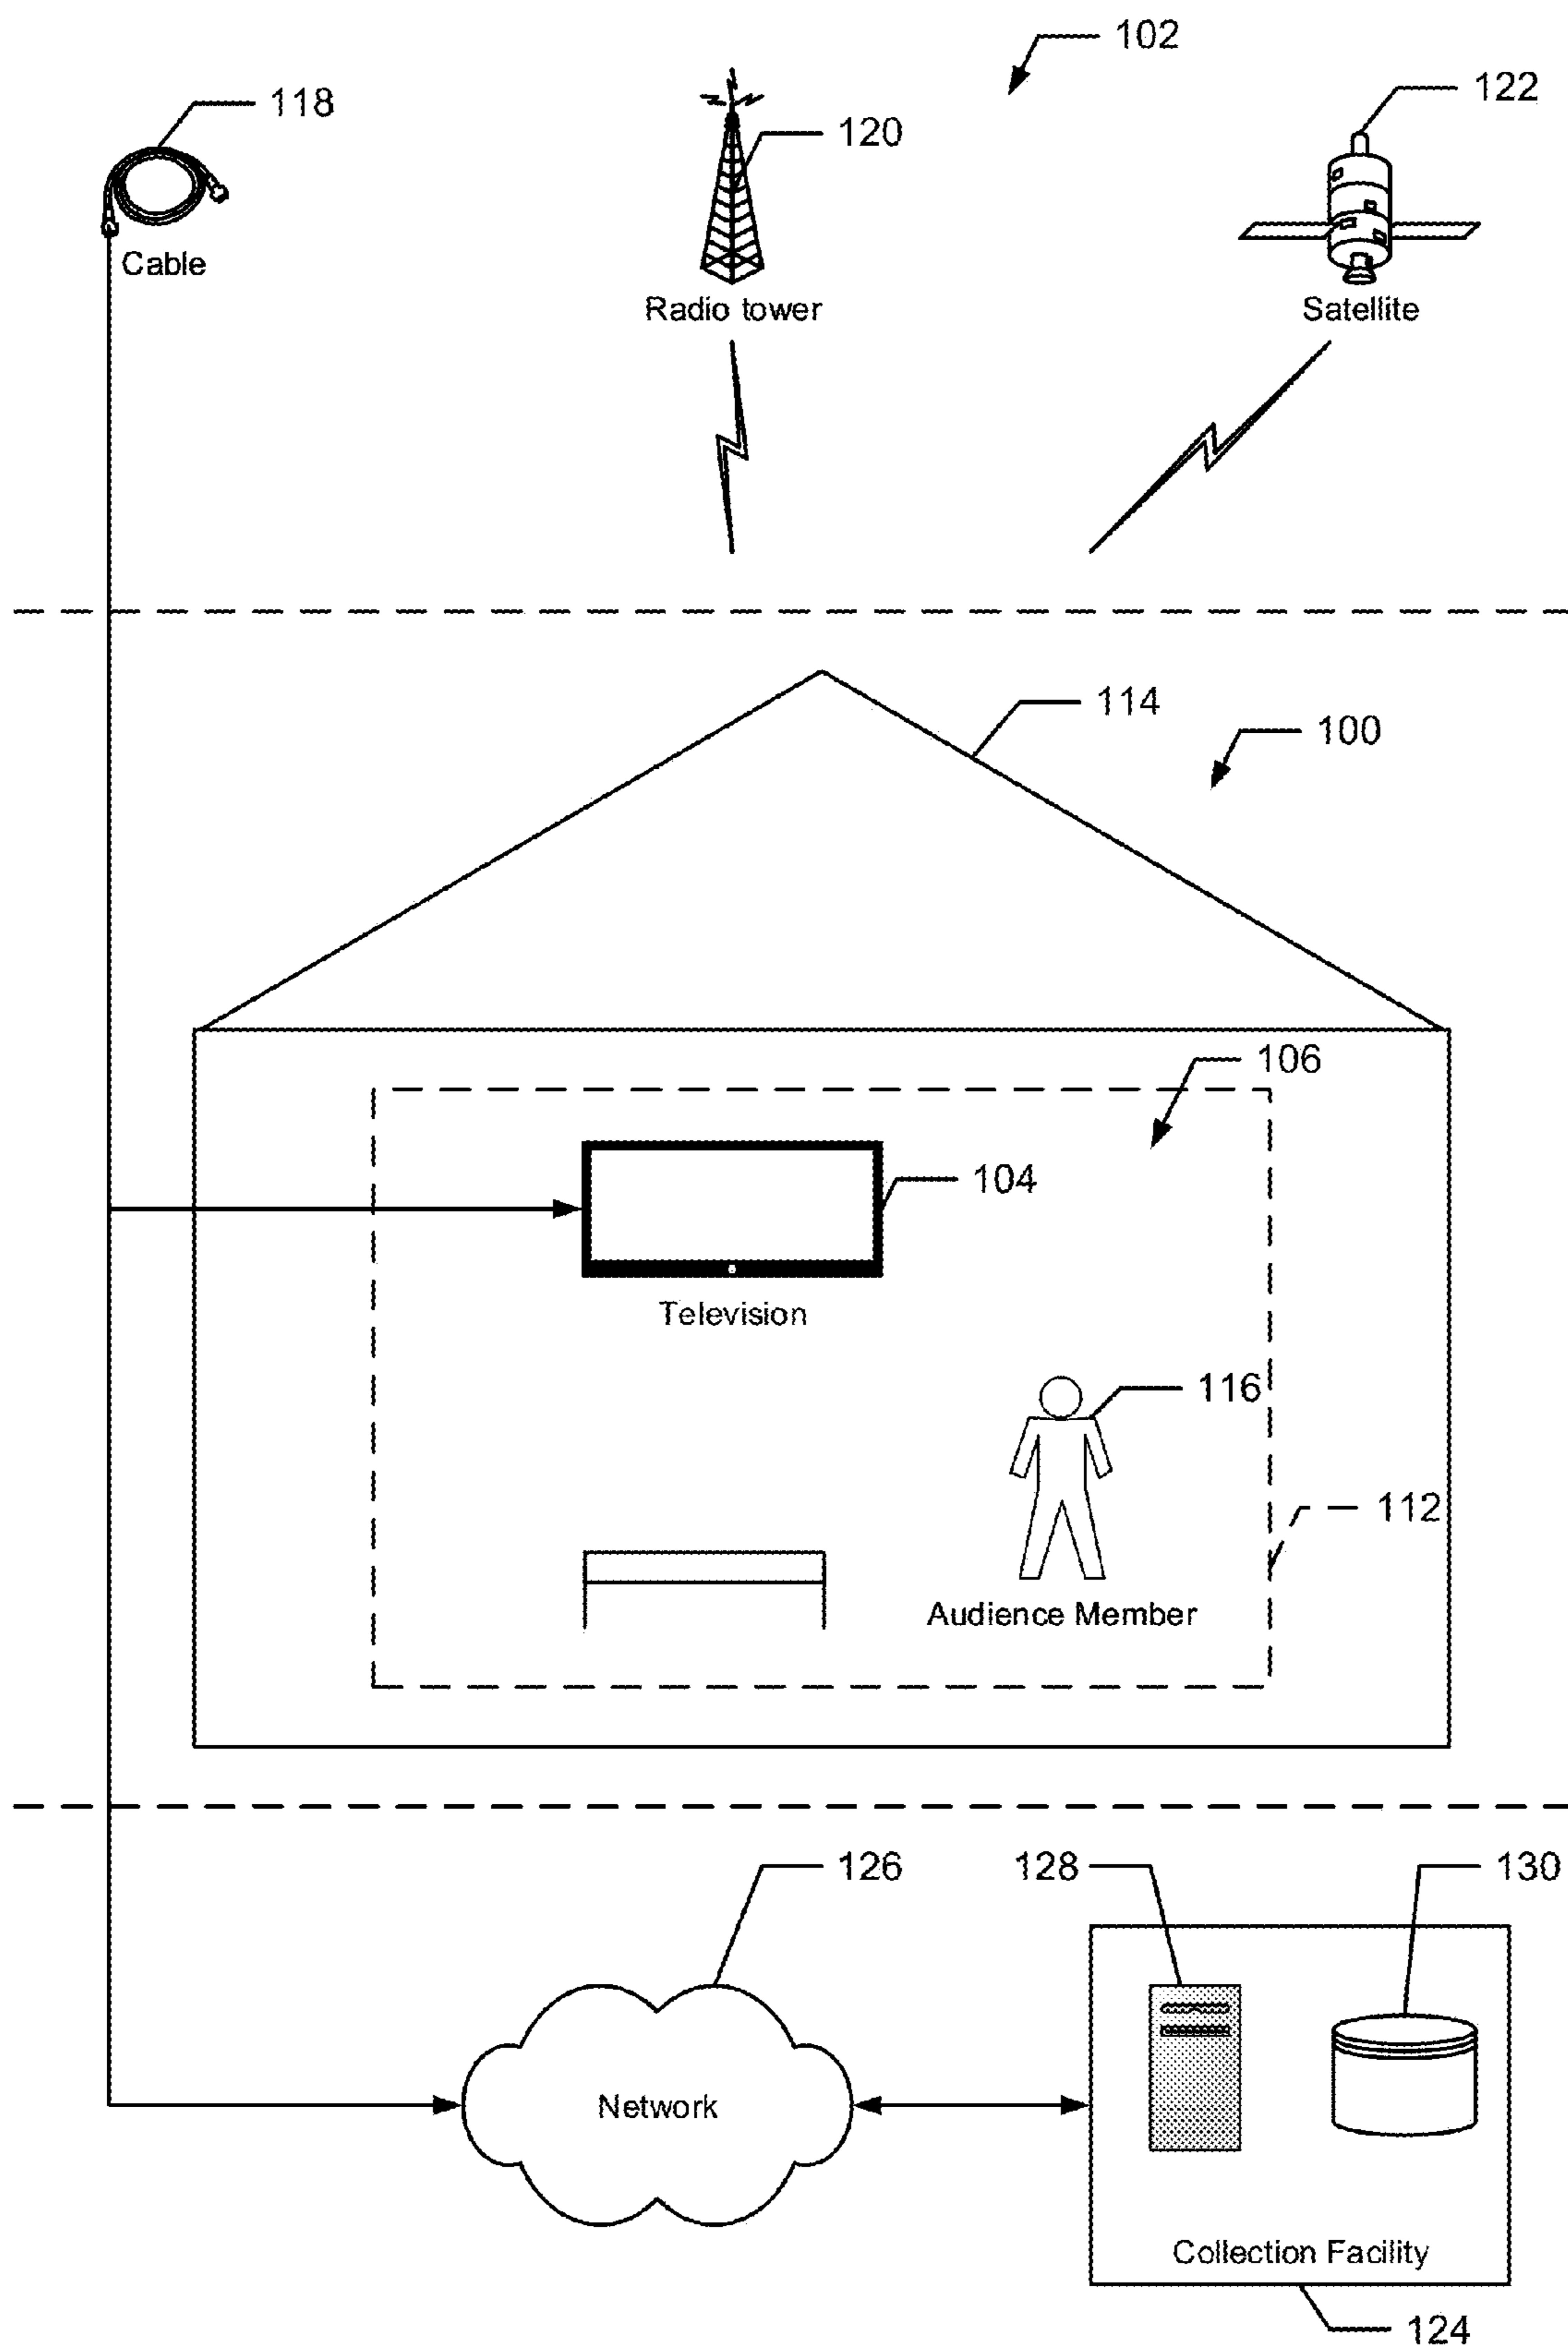 102
118
122
120
Cable
Radio tower
Satellite
114
100
106
104
Television
116
112
Audience Member
126
128
130
Network
Collection Facility
124